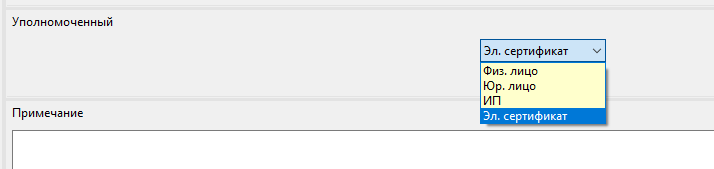 Уполномоченный
Эл. сертификат
Физ. лицо
Юр. лицо
ИП
Эл. сертификат
Примечание